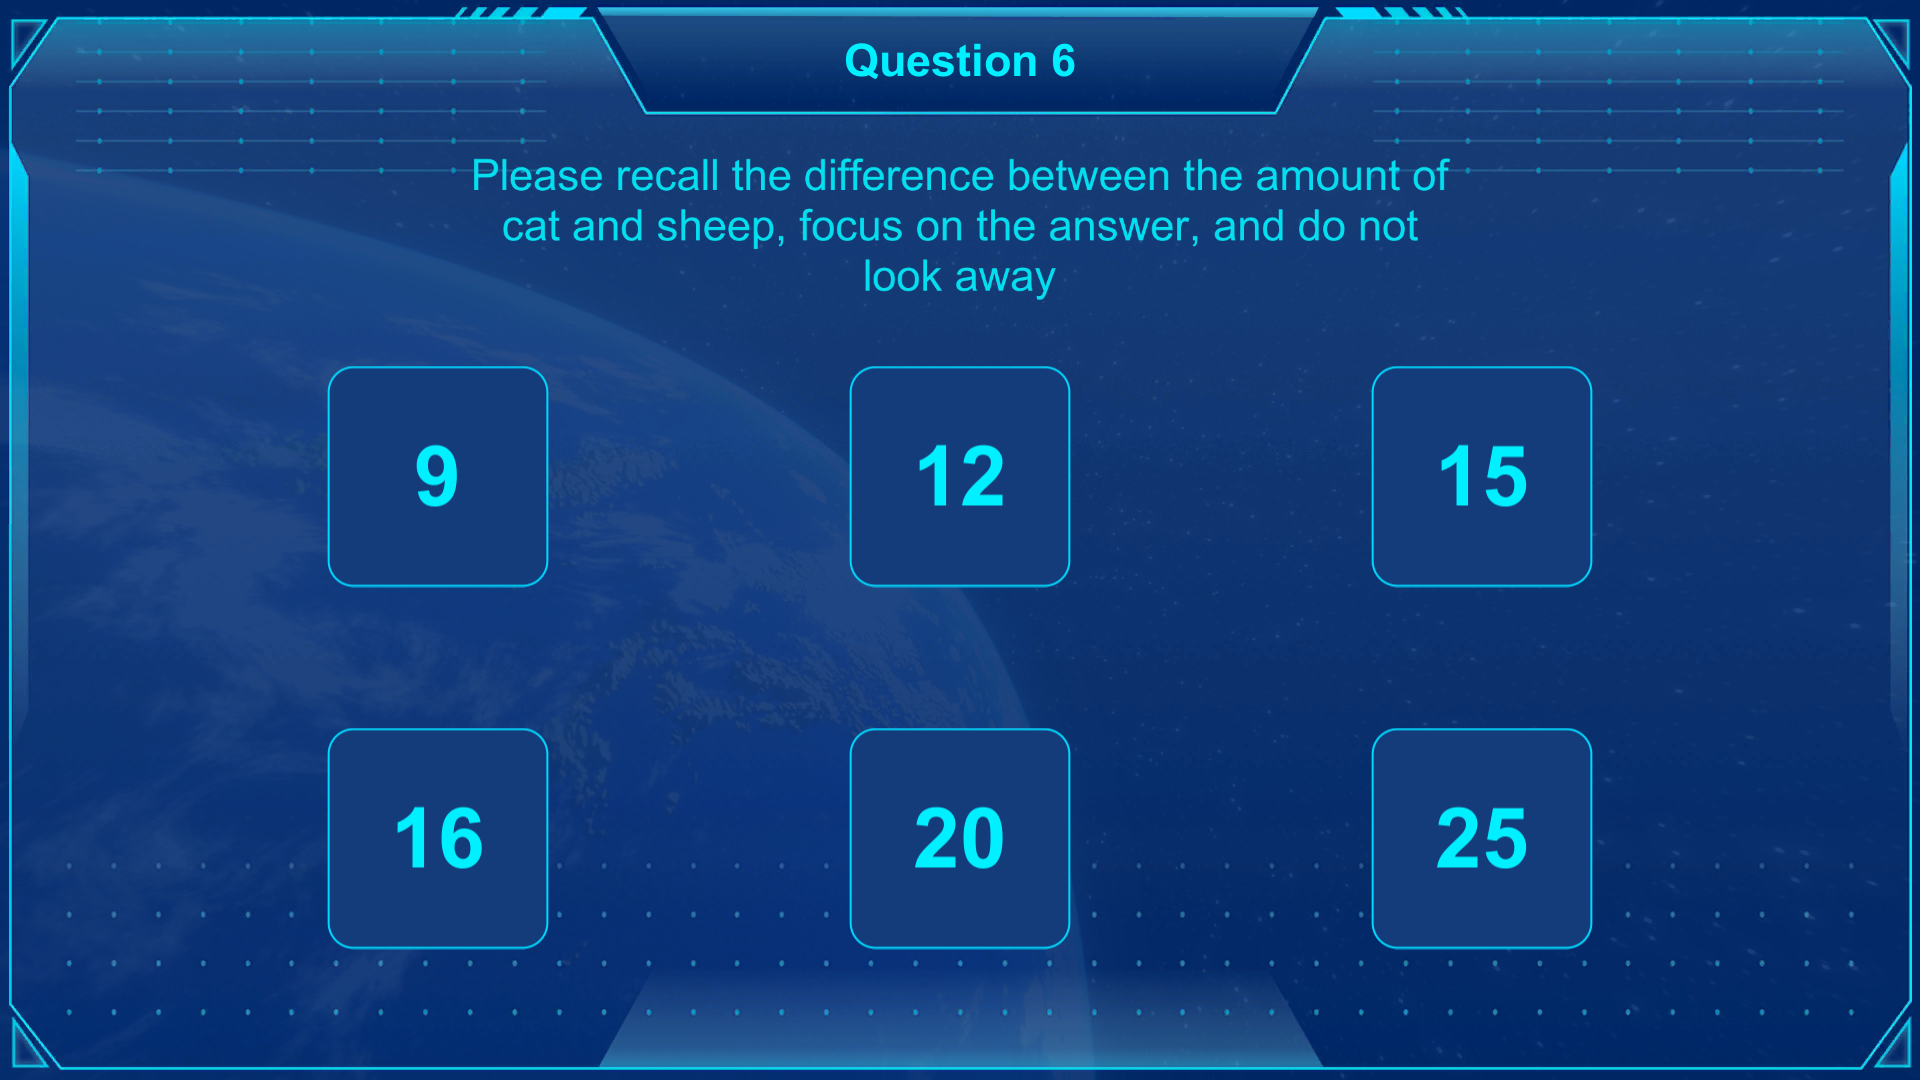 Question 6
Please recall the difference between the amount of
cat and sheep, focus on the answer, and do not
look away
9
12
15
16
20
25